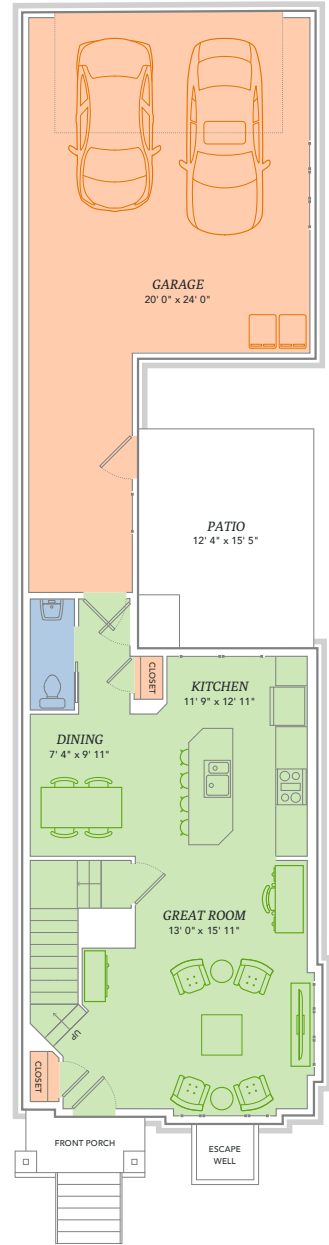 GARAGE
20' 0" x 24' 0"
PATIO
12' 4" x 15' 5"
CLOSET
KITCHEN
11' 9" x 12' 11"
DINING
7' 4" x 9' 11"
GREAT ROOM
13' 0" x 15' 11"
UP
CLOSET
FRONT PORCH
ESCAPE
WELL